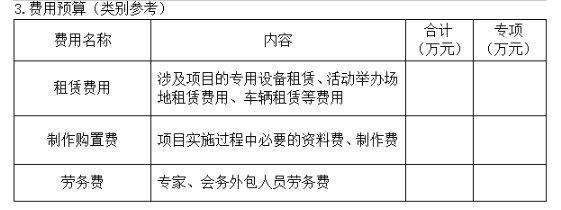 3.费用预算（类别参考）
费用名称 内容 合计（万元） 专项（万元）
租赁费用 涉及项目的专用设备租赁、活动举办场
地租赁费用、车辆租赁等费用
制作购置费 项目实施过程中必要的资料费、制作费
劳务费 专家、会务外包人员劳务费